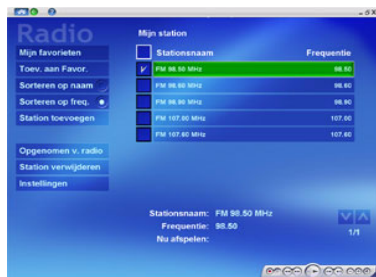 Radio
Mijn station
Mijn favorieten
Toev. aan Favor.
Sorteren op naam
Sorteren op freq.
Station toevoegen
Opgenomen v. radio
Station verwijderen
Instellingen
Stationsnaam Frequentie
FM 98.50 MHz 98.50
FM 98.60 MHz 98.60
FM 98.90 MHz 98.90
FM 107.00 MHz 107.00
FM 107.60 MHz 107.60
Stationsnaam: FM 98.50 MHz
Frequentie: 98.50
Nu afspelen:
1/1